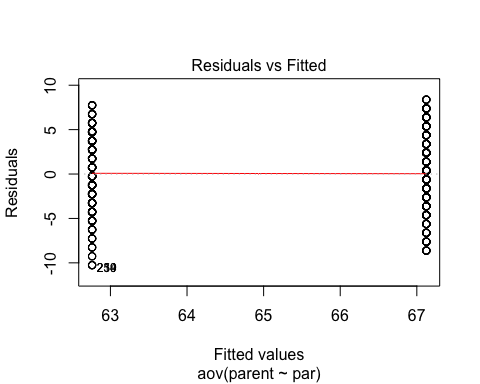 Residuals vs Fitted
Residuals
10
5
0
-5
-10
63 64 65 66 67
Fitted values
aov(parent ~ par)